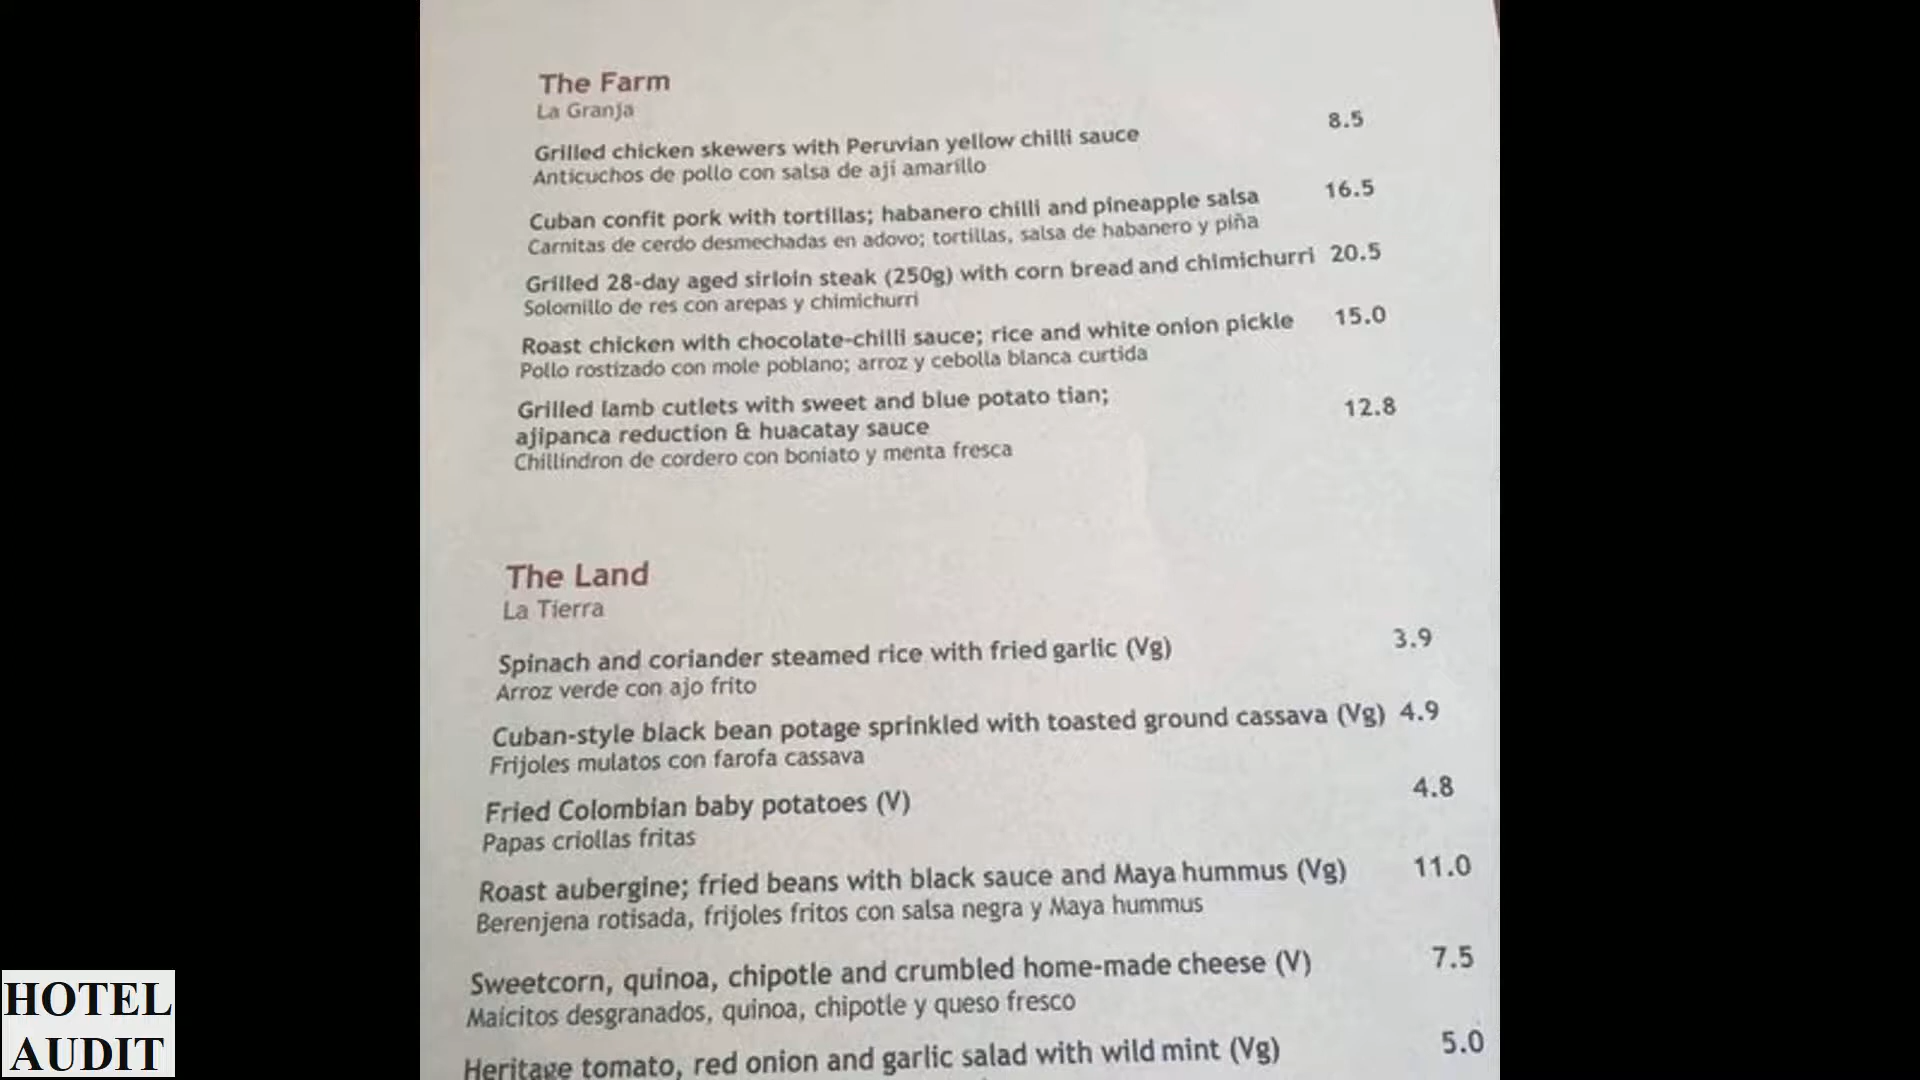 The Farm
La Granja
Grilled chicken skewers with Peruvian yellow chilli sauce 8.5
Anticuchos de pollo con salsa de ají amarillo
Cuban confit pork with tortillas; habanero chilli and pineapple salsa 16.5
Carnitas de cerdo desmechadas en adovo; tortillas, salsa de habanero y piña
Grilled 28-day aged sirloin steak (250g) with corn bread and chimichurri 20.5
Solomillo de res con arepas y chimichurri
Roast chicken with chocolate-chilli sauce; rice and white onion pickle 15.0
Pollo rostizado con mole poblano; arroz y cebolla blanca curtida
Grilled lamb cutlets with sweet and blue potato tian; 12.8
ajipanca reduction & huacatay sauce
Chillindron de cordero con boniato y menta fresca
The Land
La Tierra
Spinach and coriander steamed rice with fried garlic (Vg) 3.9
Arroz verde con ajo frito
Cuban-style black bean potage sprinkled with toasted ground cassava (Vg) 4.9
Frijoles mulatos con farofa cassava
Fried Colombian baby potatoes (V) 4.8
Papas criollas fritas
Roast aubergine; fried beans with black sauce and Maya hummus (Vg) 11.0
Berenjena rotisada, frijoles fritos con salsa negra y Maya hummus
Sweetcorn, quinoa, chipotle and crumbled home-made cheese (V) 7.5
Maícitos desgranados, quinoa, chipotle y queso fresco
Heritage tomato, red onion and garlic salad with wild mint (Vg) 5.0
HOTEL
AUDIT